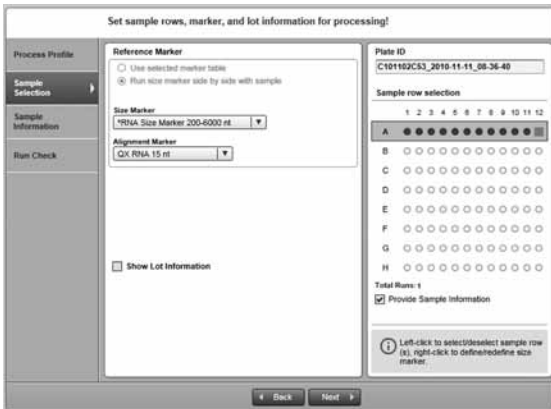 Set sample rows, marker, and lot information for processing!
Process Profile
Sample
Selection
Sample
Information
Run Check
Reference Marker
Use selected marker table
Run size marker side by side with sample
Size Marker
*RNA Size Marker 200-6000 nt
Alignment Marker
QX RNA 15 nt
Show Lot Information
Plate ID
C101102C53_2010-11-11_08-36-40
Sample row selection
1 2 3 4 5 6 7 8 9 10 11 12
A
B
C
D
E
F
G
H
Total Runs: 1
Provide Sample Information
Left-click to select/deselect sample row
(s), right-click to define/redefine size
marker.
Back Next